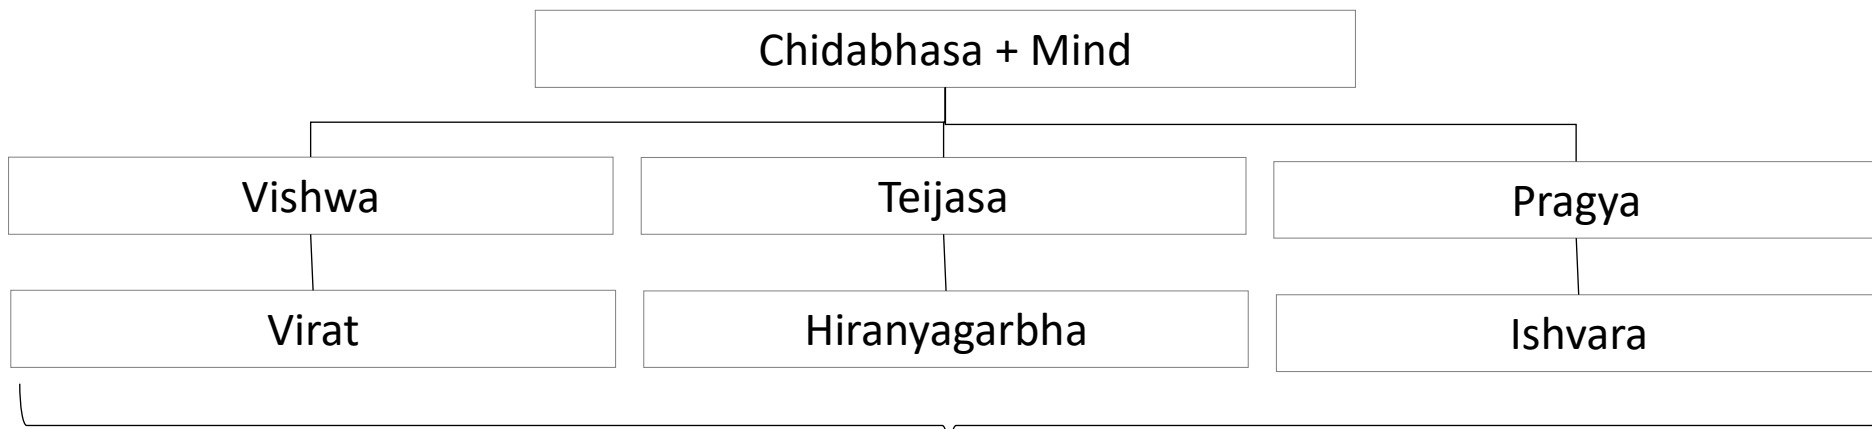 Chidabhasa + Mind
Vishwa
Teijasa
Pragya
Virat
Hiranyagarbha
Ishvara